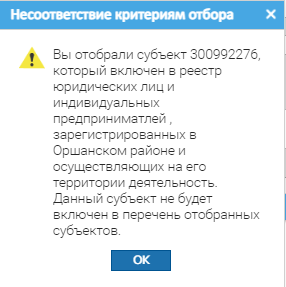 Несоответствие критериям отбора
Вы отобрали субъект 300992276,
который включен в реестр
юридических лиц и
индивидуальных
предпринимателй ,
зарегистрированных в
Оршанском районе и
осуществляющих на его
территории деятельность.
Данный субъект не будет
включен в перечень отобранных
субъектов.
OK